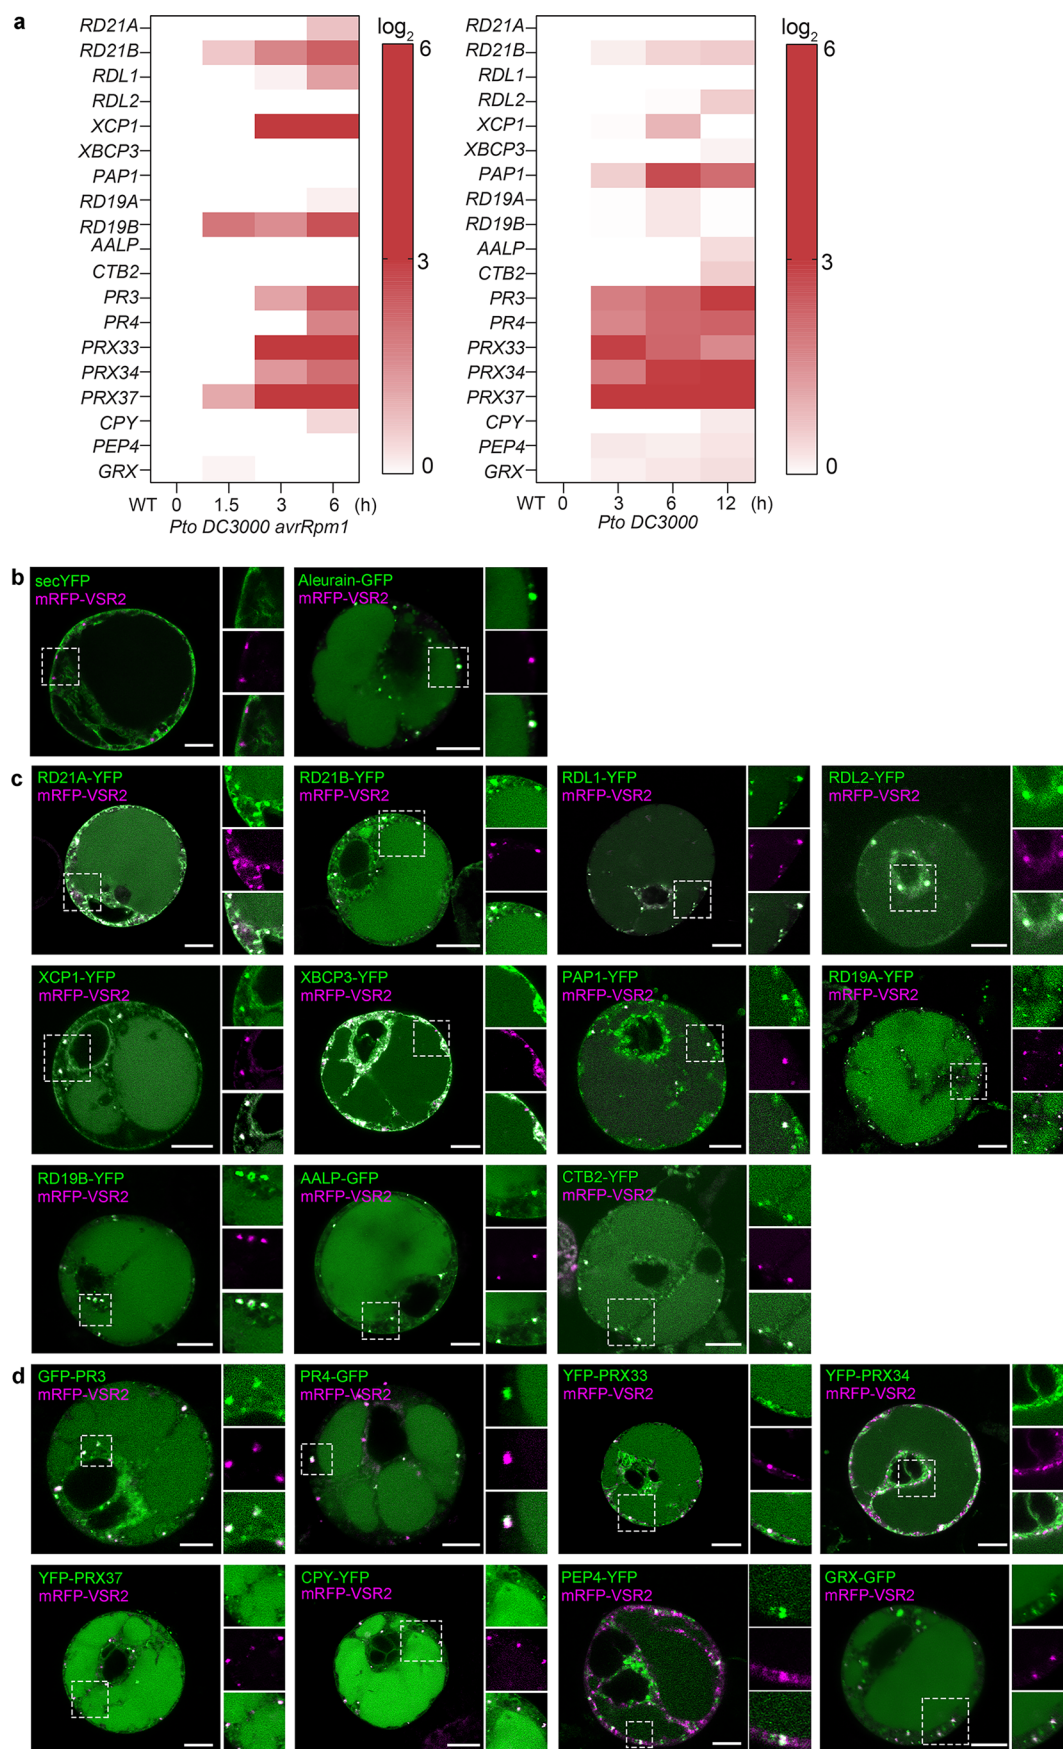 a
log2
RD21A
RD21B
RDL1
RDL2
XCP1
XBCP3
PAP1
RD19A
RD19B
AALP
CTB2
PR3
PR4
PRX33
PRX34
PRX37
CPY
PEP4
GRX
6
3
0
WT 0 1.5 3 6 (h)
Pto DC3000 avrRpm1
log2
RD21A
RD21B
RDL1
RDL2
XCP1
XBCP3
PAP1
RD19A
RD19B
AALP
CTB2
PR3
PR4
PRX33
PRX34
PRX37
CPY
PEP4
GRX
6
3
0
WT 0 3 6 12 (h)
Pto DC3000
b
secYFP
mRFP-VSR2
Aleurain-GFP
mRFP-VSR2
c
RD21A-YFP
mRFP-VSR2
RD21B-YFP
mRFP-VSR2
RDL1-YFP
mRFP-VSR2
RDL2-YFP
mRFP-VSR2
XCP1-YFP
mRFP-VSR2
XBCP3-YFP
mRFP-VSR2
PAP1-YFP
mRFP-VSR2
RD19A-YFP
mRFP-VSR2
RD19B-YFP
mRFP-VSR2
AALP-GFP
mRFP-VSR2
CTB2-YFP
mRFP-VSR2
d
GFP-PR3
mRFP-VSR2
PR4-GFP
mRFP-VSR2
YFP-PRX33
mRFP-VSR2
YFP-PRX34
mRFP-VSR2
YFP-PRX37
mRFP-VSR2
CPY-YFP
mRFP-VSR2
PEP4-YFP
mRFP-VSR2
GRX-GFP
mRFP-VSR2